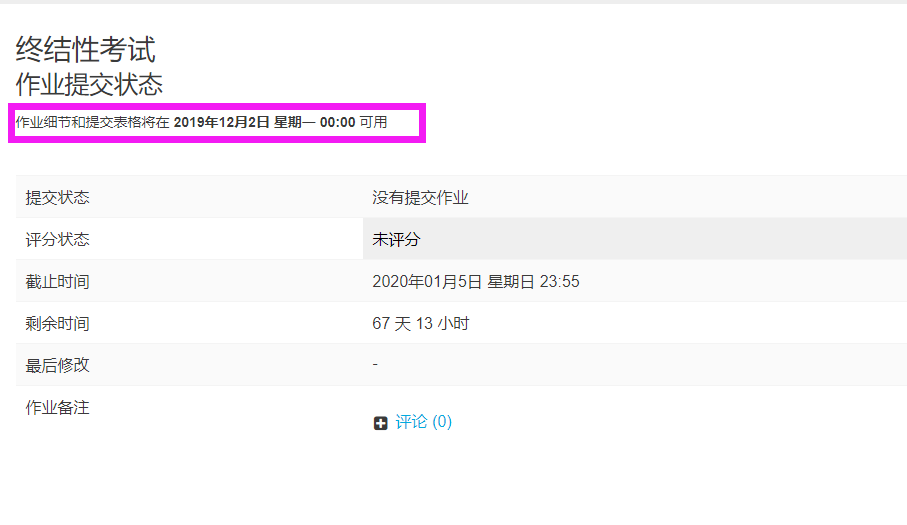 终结性考试
作业提交状态
作业细节和提交表格将在 2019年12月2日 星期一 00:00 可用
提交状态 没有提交作业
评分状态 未评分
截止时间 2020年01月5日 星期日 23:55
剩余时间 67 天 13 小时
最后修改 -
作业备注
评论 (0)